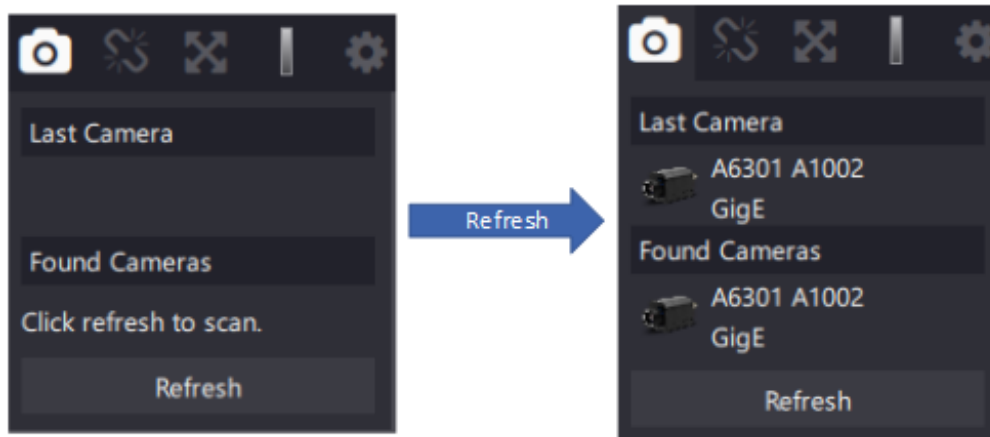 Last Camera
Found Cameras
Click refresh to scan.
Refresh
Refresh
Last Camera
A6301 A1002
GigE
Found Cameras
A6301 A1002
GigE
Refresh